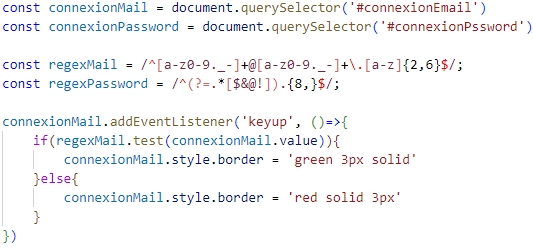 const connexionMail = document.querySelector('#connexionEmail')
const connexionPassword = document.querySelector('#connexionPssword')
const regexMail = /^[a-z0-9._-]+@[a-z0-9._-]+\.[a-z]{2,6}$/;
const regexPassword = /^(?=.*[$&@!]).{8,}$/;
connexionMail.addEventListener('keyup', ()=>{
    if(regexMail.test(connexionMail.value)){
        connexionMail.style.border = 'green 3px solid'
    }else{
        connexionMail.style.border = 'red solid 3px'
    }
})